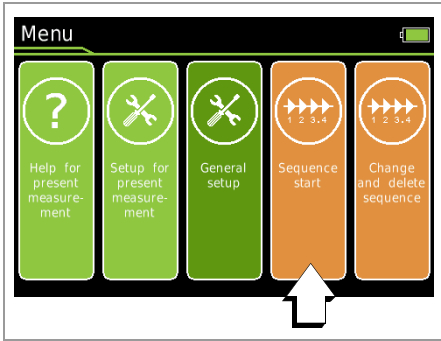 Menu
?
Help for
present
measure-
ment
Setup for
present
measure-
ment
General
setup
1 2 3.4
Sequence
start
1 2 3.4
Change
and delete
sequence